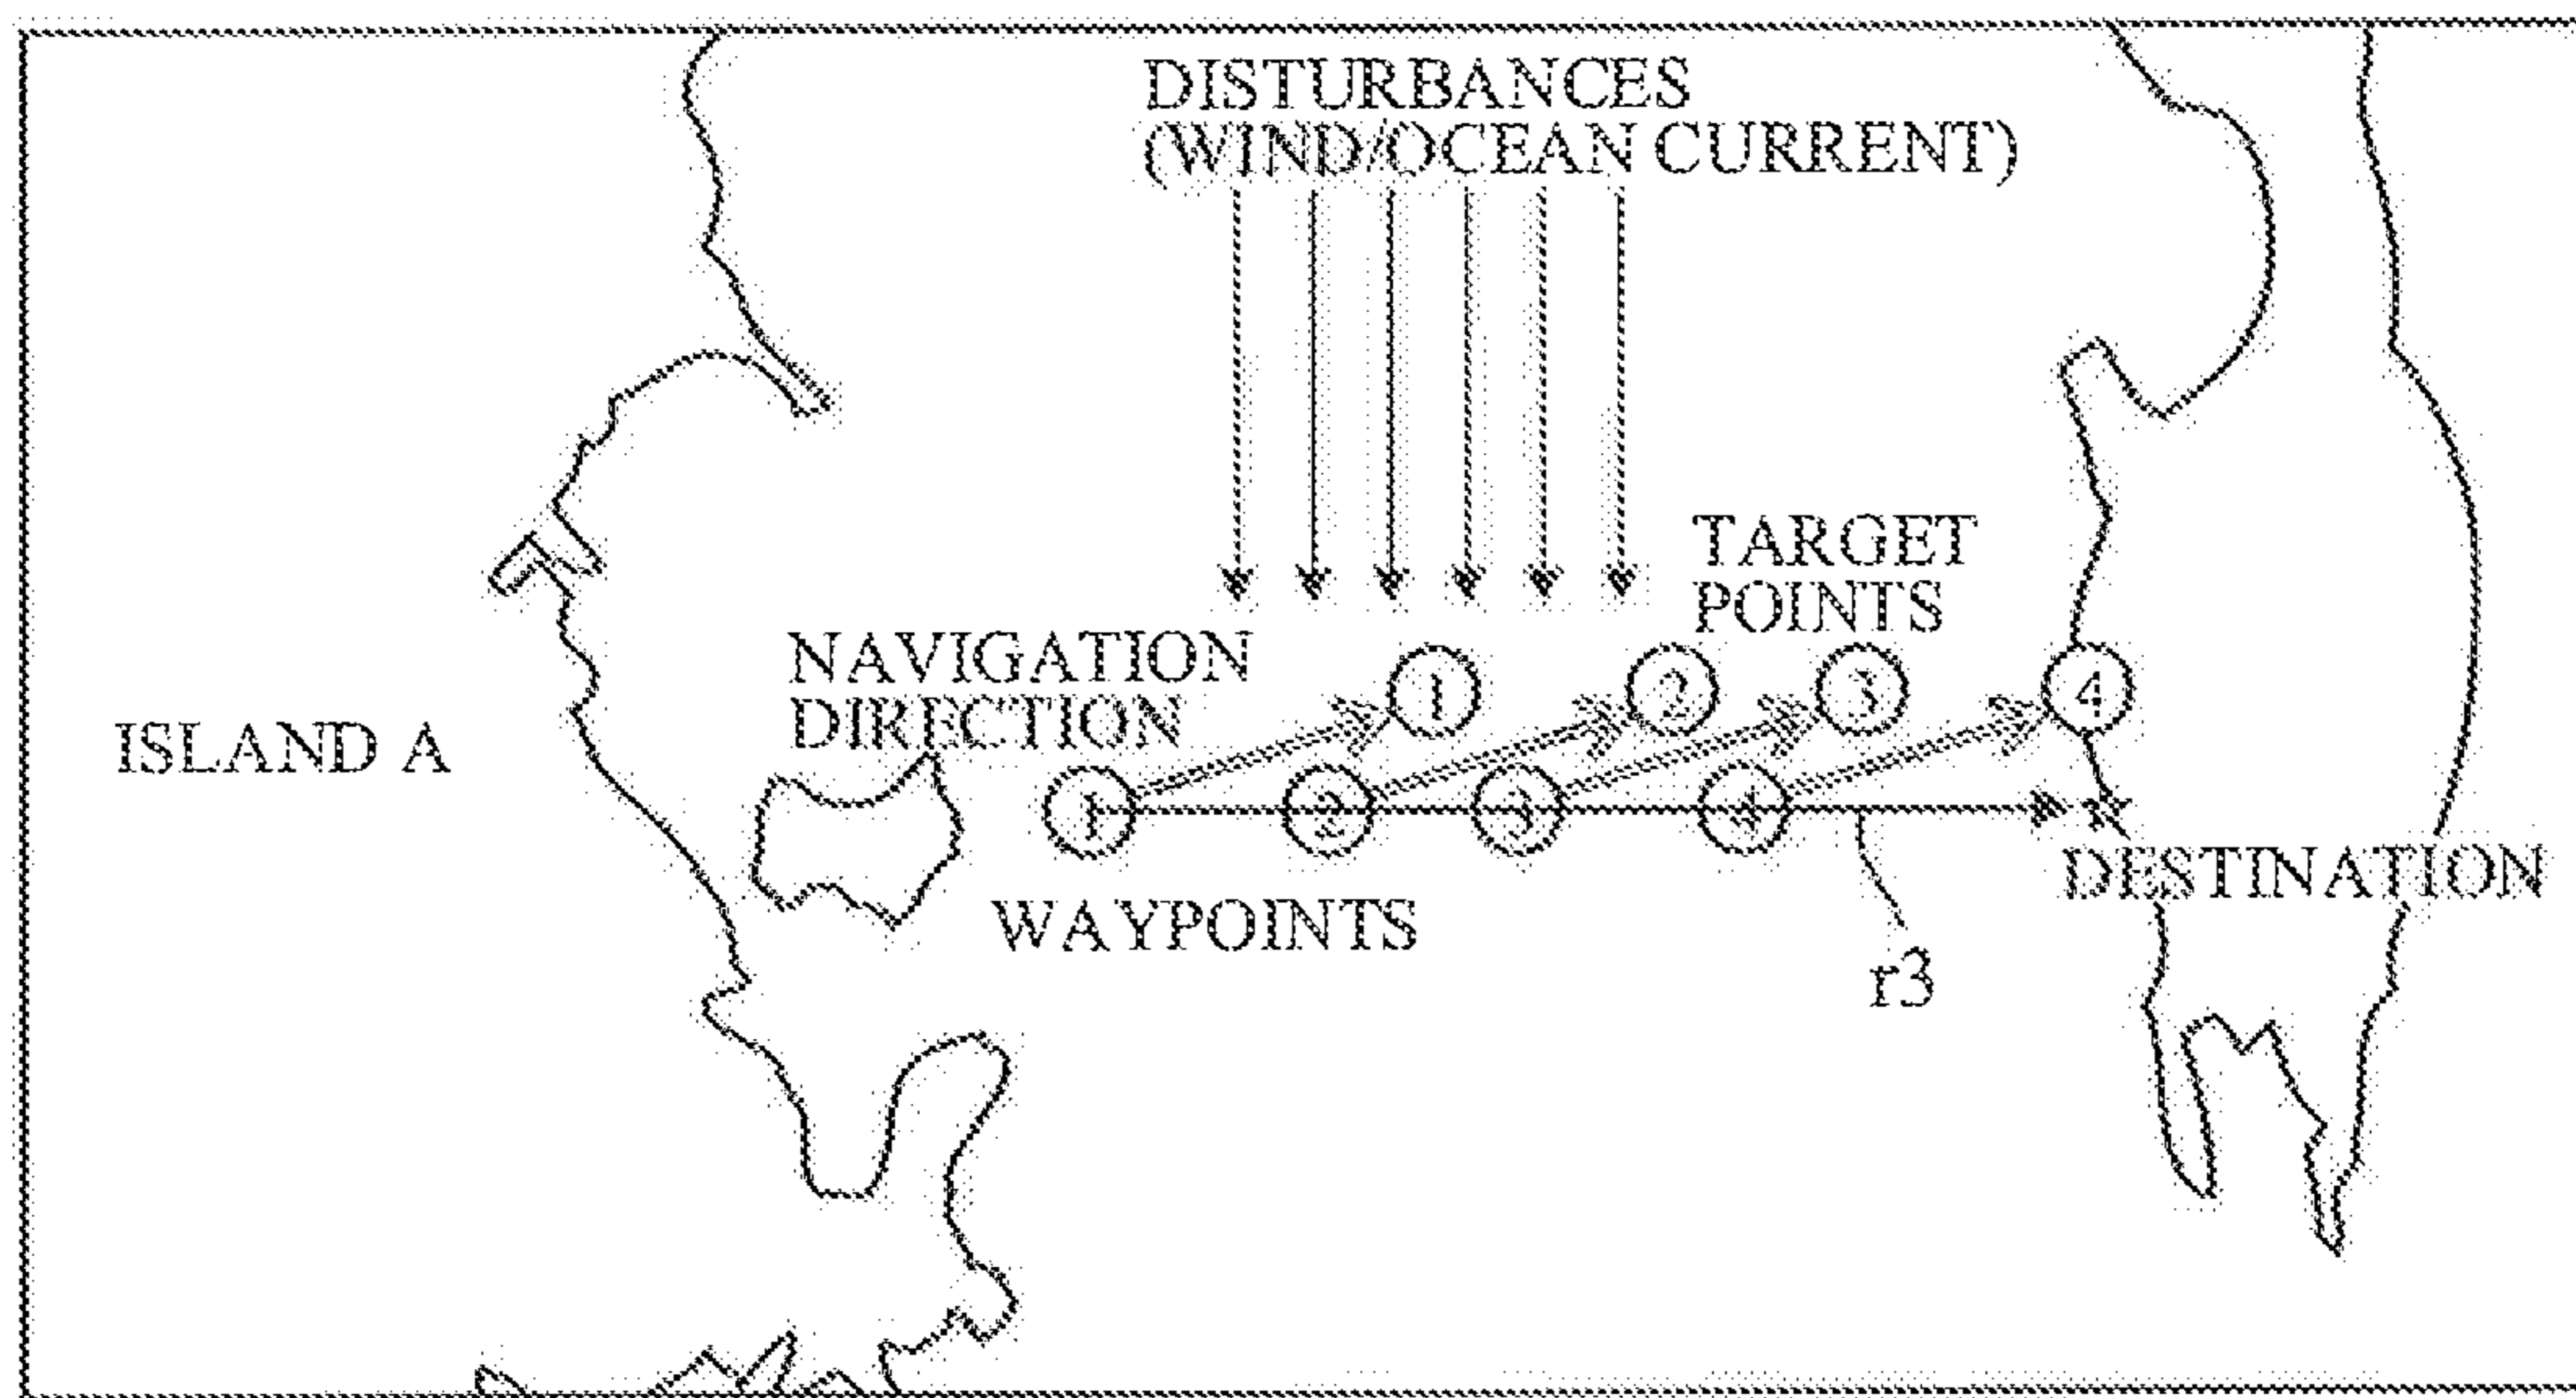 DISTURBANCES
(WIND/OCEAN CURRENT)
TARGET
POINTS
NAVIGATION
DIRECTION
ISLAND A
1
2
3
4
1
2
3
4
DESTINATION
WAYPOINTS
r3